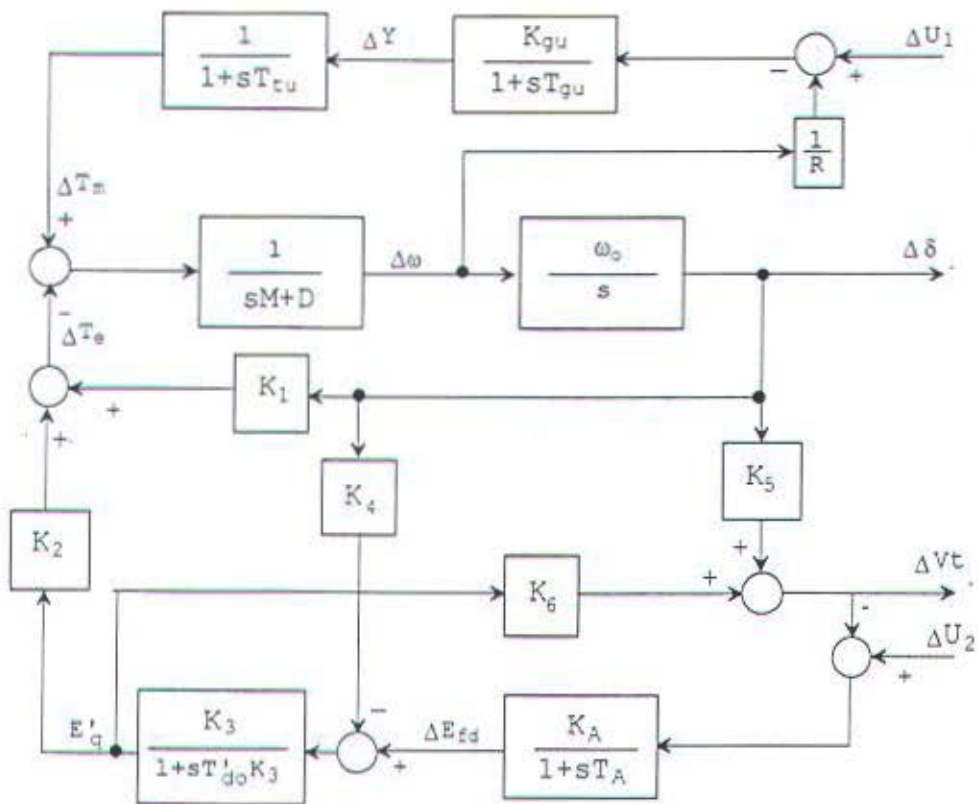 1
1+sT_tu
ΔY
K_gu
1+sT_gu
−
ΔU_1
+
1
R
ΔT_m
+
1
sM+D
Δω
ω_o
s
Δδ
−
ΔT_e
+
K_1
+
K_4
K_5
K_2
+
+
K_6
ΔVt
-
ΔU_2
+
E'_q
K_3
1+sT'_do K_3
−
+
ΔE_fd
K_A
1+sT_A